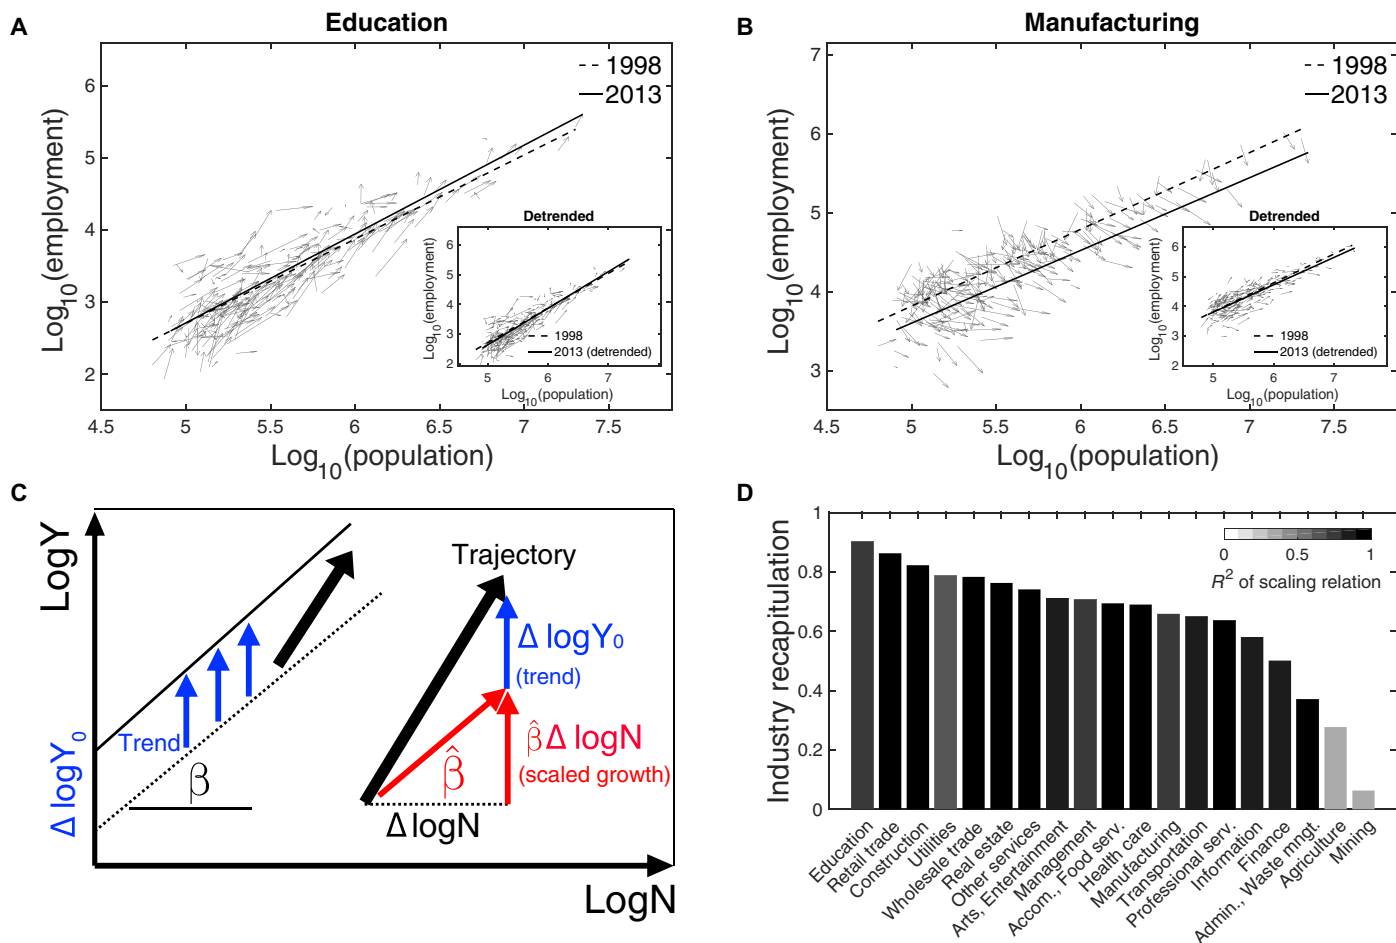 A
Education
1998
2013
Log10(employment)
6
5
4
3
2
4.5
5
5.5
6
6.5
7
7.5
Log10(population)
Detrended
Log10(employment)
6
5
4
3
2
1998
2013 (detrended)
5
6
7
Log10(population)
B
Manufacturing
1998
2013
Log10(employment)
7
6
5
4
3
4.5
5
5.5
6
6.5
7
7.5
Log10(population)
Detrended
Log10(employment)
6
5
4
3
2
1998
2013 (detrended)
5
6
7
Log10(population)
C
LogY
Δ logY0
Trend
β
Trajectory
Δ logY0
(trend)
β̂
β̂ Δ logN
(scaled growth)
Δ logN
LogN
D
Industry recapitulation
1
0.8
0.6
0.4
0.2
0
0
0.5
1
R2 of scaling relation
Education
Retail trade
Construction
Utilities
Wholesale trade
Real estate
Other services
Arts, Entertainment
Management
Accom., Food serv.
Health care
Manufacturing
Transportation
Professional serv.
Information
Finance
Admin., Waste mngt.
Agriculture
Mining